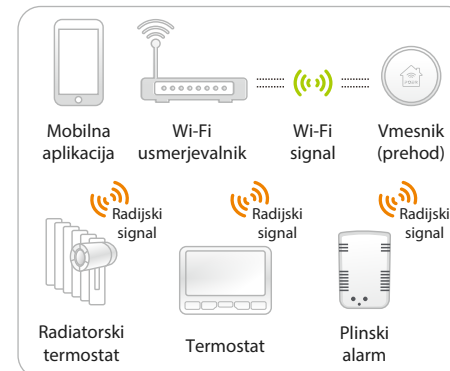 Mobilna
aplikacija
Wi-Fi
usmerjevalnik
Wi-Fi
signal
Vmesnik
(prehod)
Radijski
signal
Radijski
signal
Radijski
signal
Radiatorski
termostat
Termostat
Plinski
alarm